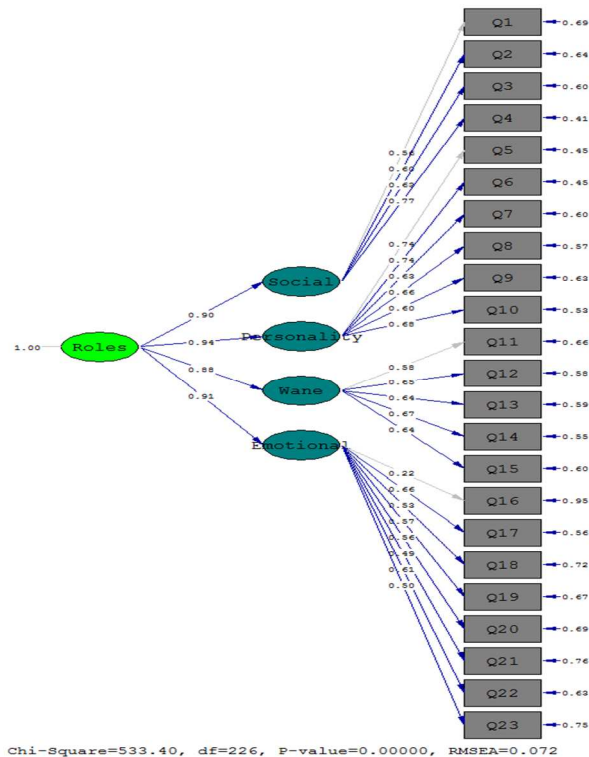 Q1
0.69
Q2
0.64
Q3
0.60
Q4
0.41
Q5
0.45
Q6
0.45
Q7
0.60
Q8
0.57
Q9
0.63
Q10
0.53
Q11
0.66
Q12
0.58
Q13
0.59
Q14
0.55
Q15
0.60
Q16
0.95
Q17
0.56
Q18
0.72
Q19
0.67
Q20
0.69
Q21
0.76
Q22
0.63
Q23
0.75
0.56
0.60
0.63
0.77
0.74
0.74
0.63
0.66
0.60
0.68
0.58
0.65
0.64
0.67
0.64
0.22
0.66
0.53
0.57
0.56
0.49
0.61
0.50
Social
Personality
Wane
Emotional
0.90
0.94
0.88
0.91
1.00
Roles
Chi-Square=533.40, df=226, P-value=0.00000, RMSEA=0.072